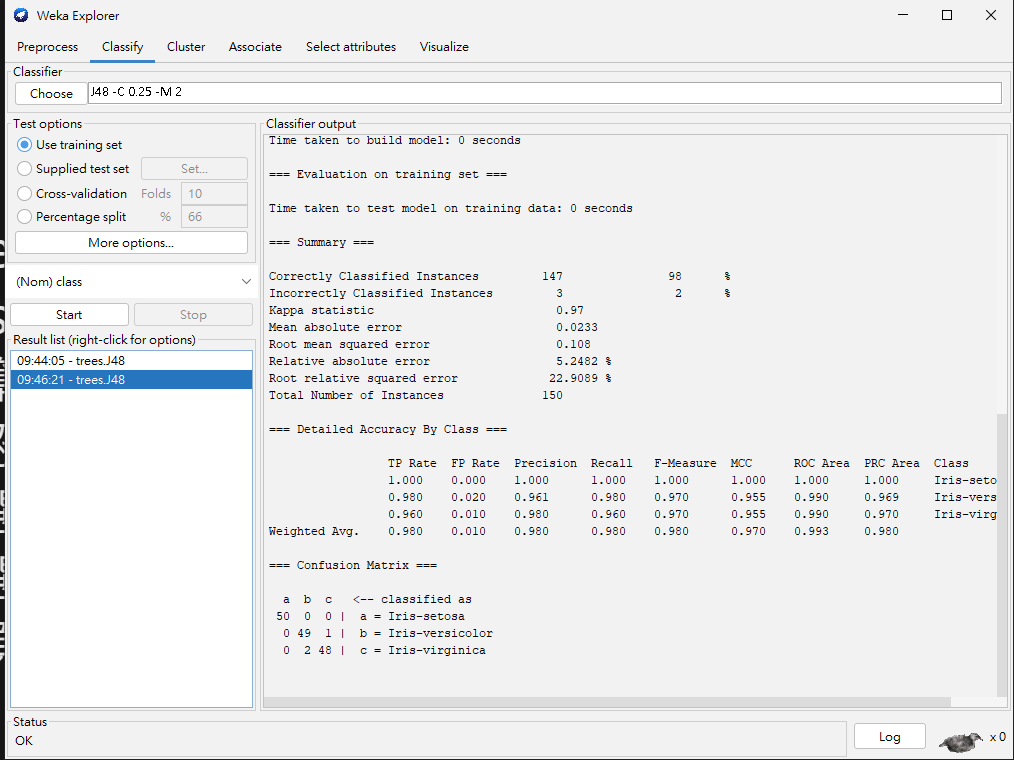 Weka Explorer
Preprocess Classify Cluster Associate Select attributes Visualize
Classifier
Choose J48 -C 0.25 -M 2
Test options
Use training set
Supplied test set Set...
Cross-validation Folds 10
Percentage split % 66
More options...
(Nom) class
Start Stop
Result list (right-click for options)
09:44:05 - trees.J48
09:46:21 - trees.J48
Classifier output
Time taken to build model: 0 seconds
=== Evaluation on training set ===
Time taken to test model on training data: 0 seconds
=== Summary ===
Correctly Classified Instances 147 98 %
Incorrectly Classified Instances 3 2 %
Kappa statistic 0.97
Mean absolute error 0.0233
Root mean squared error 0.108
Relative absolute error 5.2482 %
Root relative squared error 22.9089 %
Total Number of Instances 150
=== Detailed Accuracy By Class ===
TP Rate FP Rate Precision Recall F-Measure MCC ROC Area PRC Area Class
1.000 0.000 1.000 1.000 1.000 1.000 1.000 1.000 Iris-seto
0.980 0.020 0.961 0.980 0.970 0.955 0.990 0.969 Iris-vers
0.960 0.010 0.980 0.960 0.970 0.955 0.990 0.970 Iris-virg
Weighted Avg. 0.980 0.010 0.980 0.980 0.980 0.970 0.993 0.980
=== Confusion Matrix ===
a b c <-- classified as
50 0 0 | a = Iris-setosa
0 49 1 | b = Iris-versicolor
0 2 48 | c = Iris-virginica
Status
OK
Log x 0